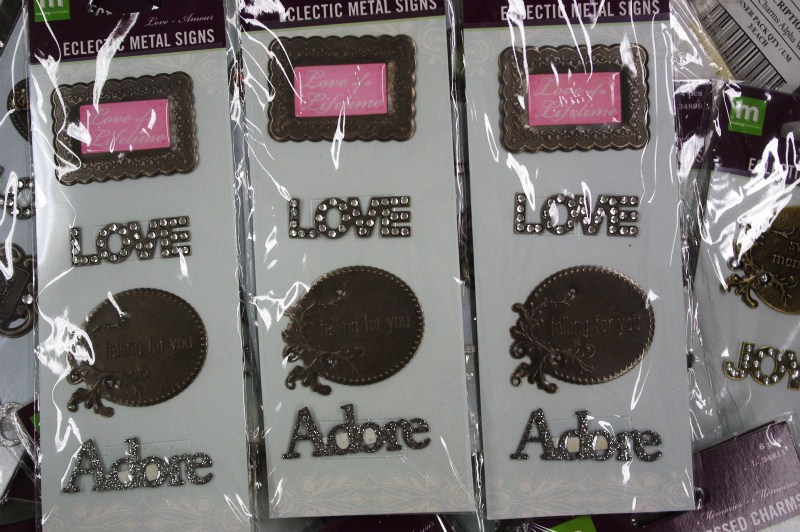 m
Love - Amour
ECLECTIC METAL SIGNS
Love of a
Lifetime
LOVE
falling for you
Adore
ECLECTIC METAL SIGNS
Love of a
Lifetime
LOVE
falling for you
Adore
ECLECTIC METAL SIGNS
Love of a
Lifetime
LOVE
falling for you
Adore
m
34898
JOY